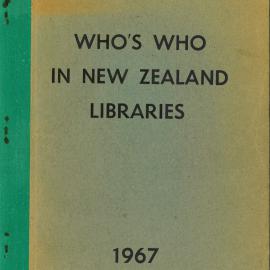 WHO'S WHO
IN NEW ZEALAND
LIBRARIES
1967